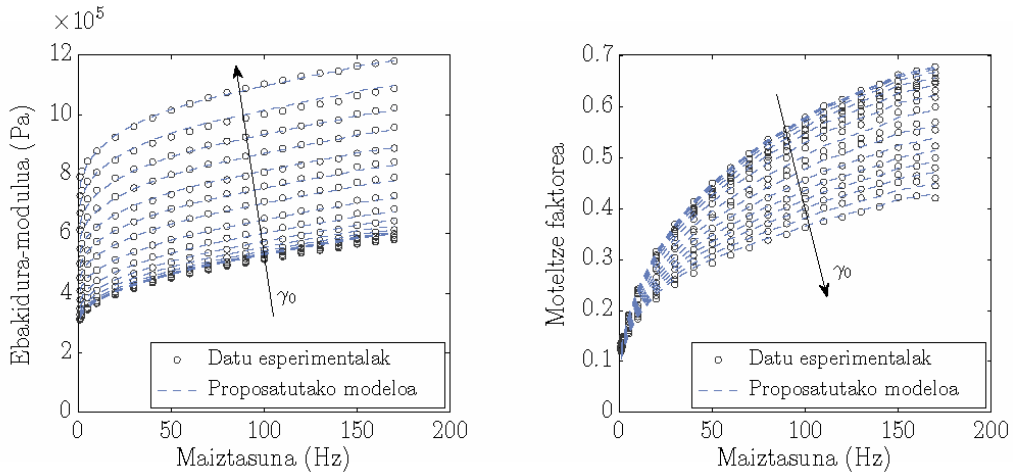 ×10⁵
12
10
8
6
4
2
0
0
50
100
150
200
Ebakidura-modulua (Pa)
Maiztasuna (Hz)
γ₀
Datu esperimentalak
Proposatutako modeloa
0.7
0.6
0.5
0.4
0.3
0.2
0.1
0
0
50
100
150
200
Moteltze faktorea
Maiztasuna (Hz)
γ₀
Datu esperimentalak
Proposatutako modeloa